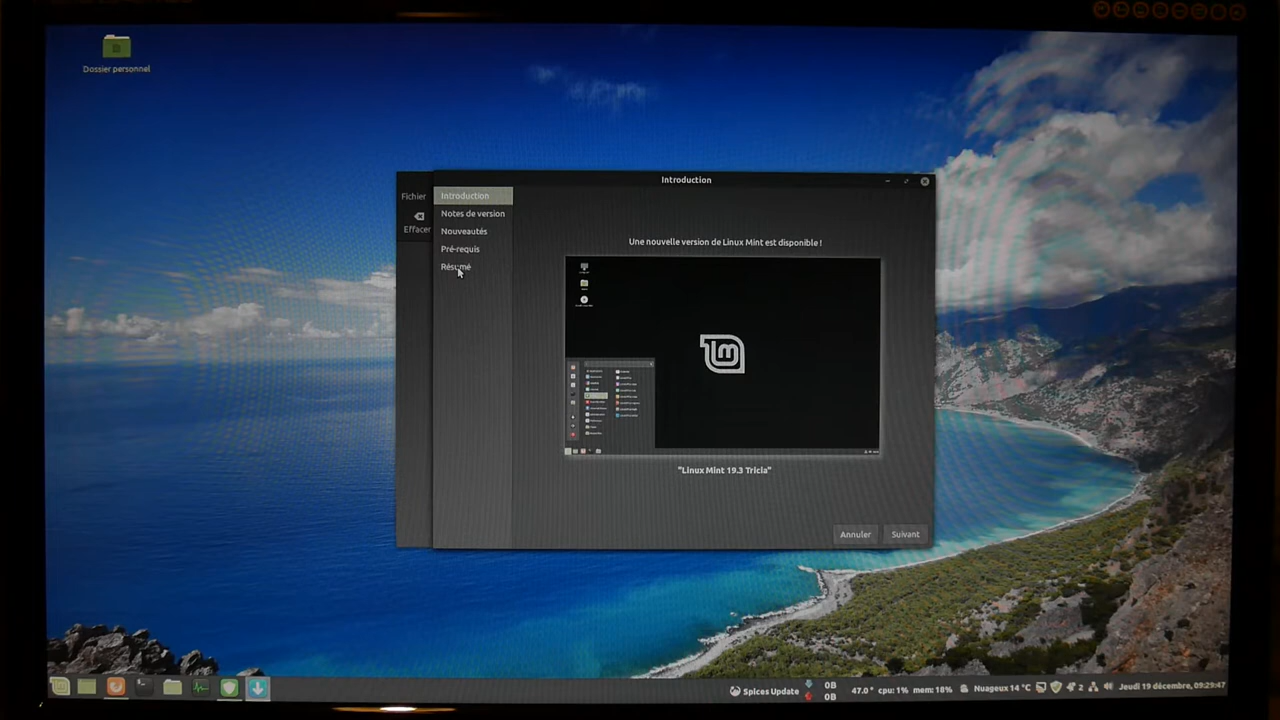 Dossier personnel
Introduction
Fichier
Effacer
Introduction
Notes de version
Nouveautés
Pré-requis
Résumé
Une nouvelle version de Linux Mint est disponible !
"Linux Mint 19.3 Tricia"
Annuler
Suivant
Spices Update
0B
0B
47.0° cpu: 1% mem: 18%
Nuageux 14 °C
2
Jeudi 19 décembre, 09:29:47